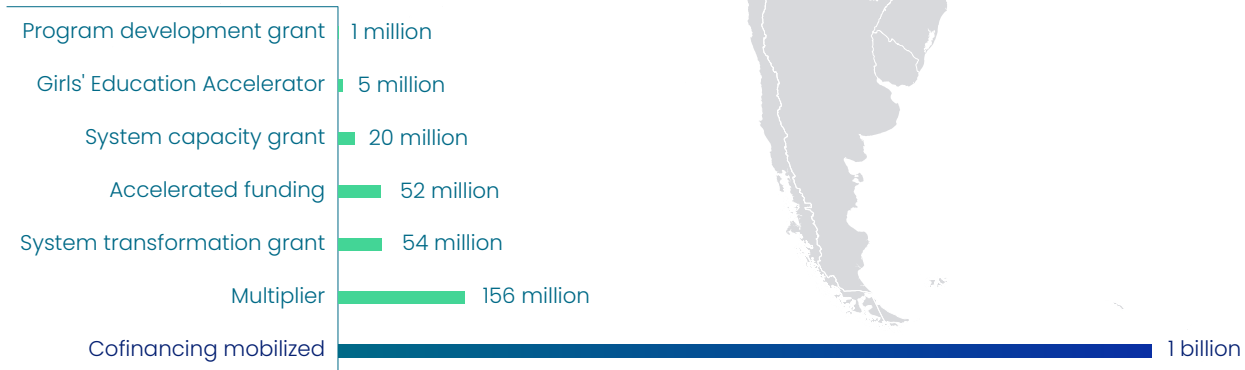 Program development grant 1 million
Girls' Education Accelerator 5 million
System capacity grant 20 million
Accelerated funding 52 million
System transformation grant 54 million
Multiplier 156 million
Cofinancing mobilized 1 billion